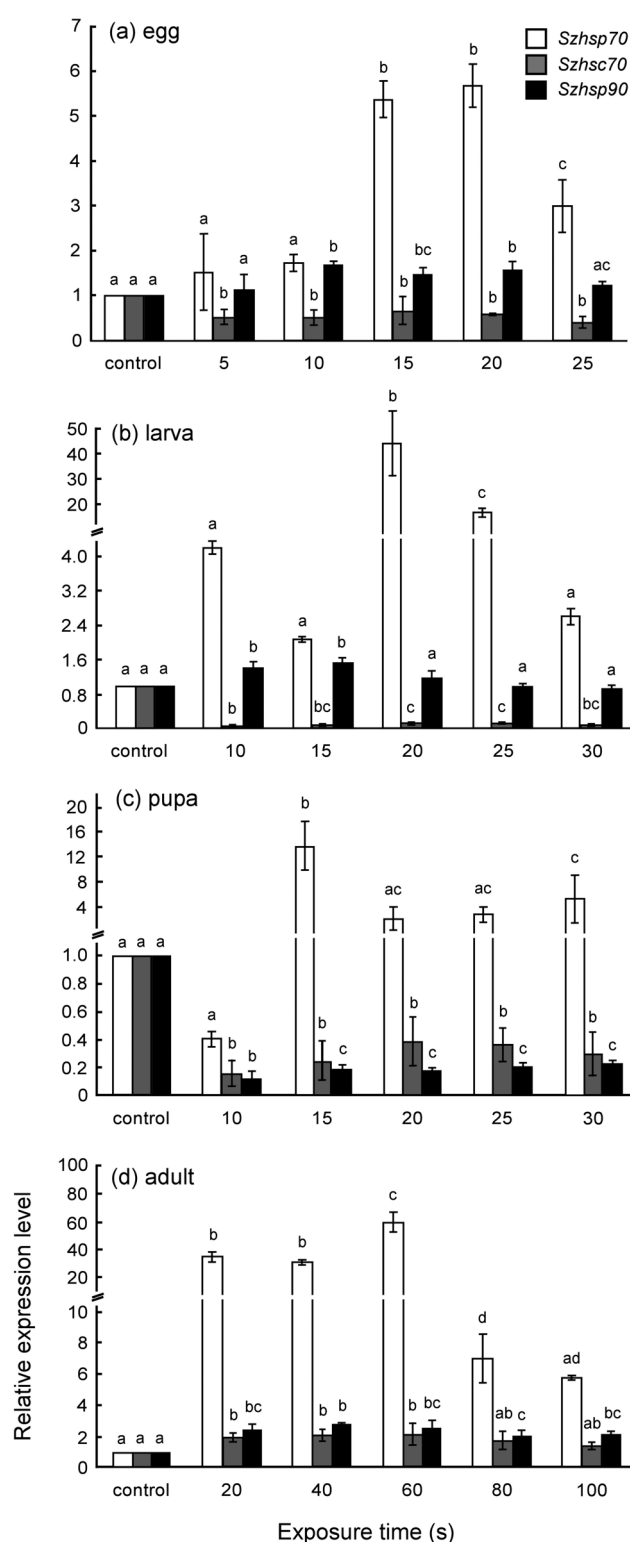 (a) egg
Szhsp70
Szhsc70
Szhsp90
7
6
5
4
3
2
1
0
a a a
a b a
a b b
b b bc
b b b
c b ac
control 5 10 15 20 25
(b) larva
50
40
30
20
4.0
3.2
2.4
1.6
0.8
0
a a a
a b b
a bc b
b c a
c c a
a bc a
control 10 15 20 25 30
(c) pupa
20
16
12
8
4
1.0
0.8
0.6
0.4
0.2
0
a a a
a b b
b b c
ac b c
ac b c
c b c
control 10 15 20 25 30
(d) adult
100
80
60
40
20
10
8
6
4
2
0
a a a
b b bc
b b b
c b bc
d ab c
ad ab bc
control 20 40 60 80 100
Relative expression level
Exposure time (s)